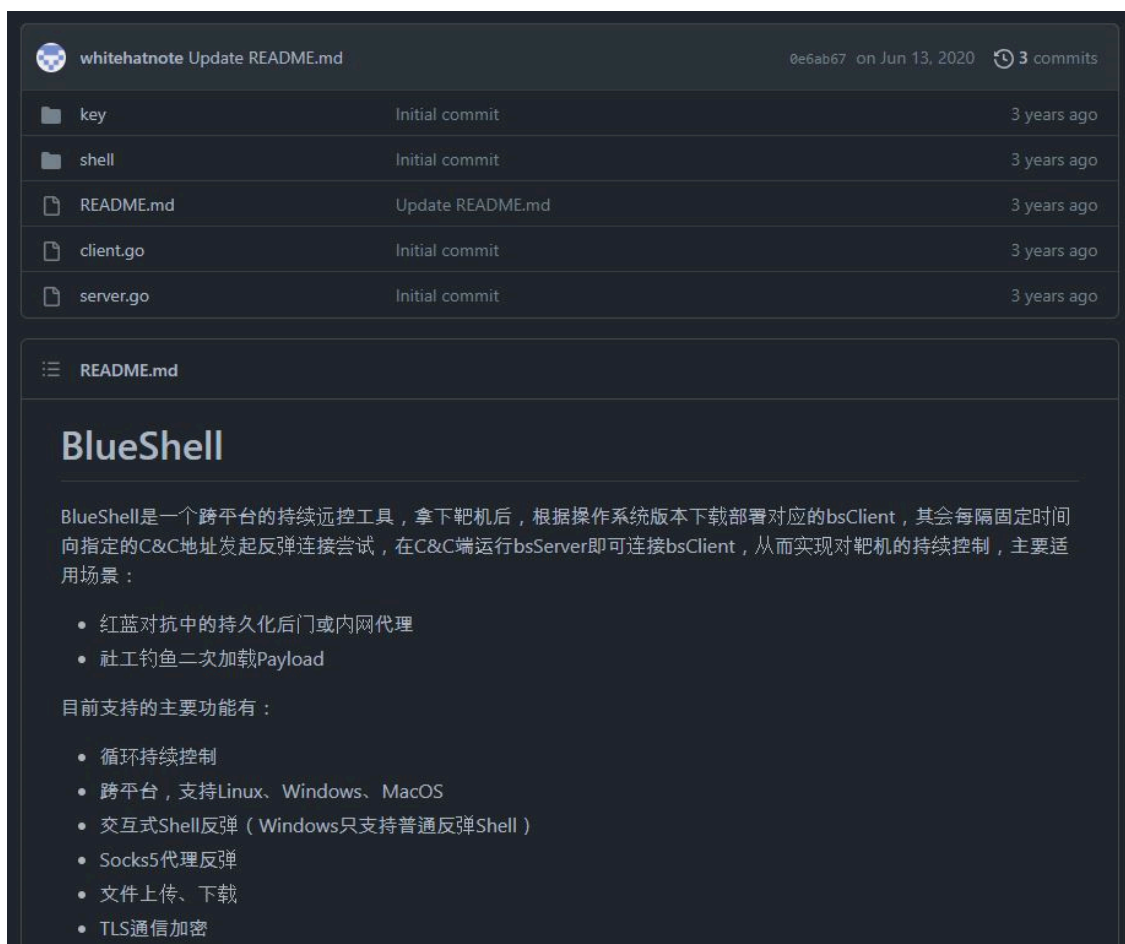 whitehatnote Update README.md 0e6ab67 on Jun 13, 2020 3 commits
key Initial commit 3 years ago
shell Initial commit 3 years ago
README.md Update README.md 3 years ago
client.go Initial commit 3 years ago
server.go Initial commit 3 years ago
README.md
BlueShell
BlueShell是一个跨平台的持续远控工具，拿下靶机后，根据操作系统版本下载部署对应的bsClient，其会每隔固定时间
向指定的C&C地址发起反弹连接尝试，在C&C端运行bsServer即可连接bsClient，从而实现对靶机的持续控制，主要适
用场景：
• 红蓝对抗中的持久化后门或内网代理
• 社工钓鱼二次加载Payload
目前支持的主要功能有：
• 循环持续控制
• 跨平台，支持Linux、Windows、MacOS
• 交互式Shell反弹（Windows只支持普通反弹Shell）
• Socks5代理反弹
• 文件上传、下载
• TLS通信加密